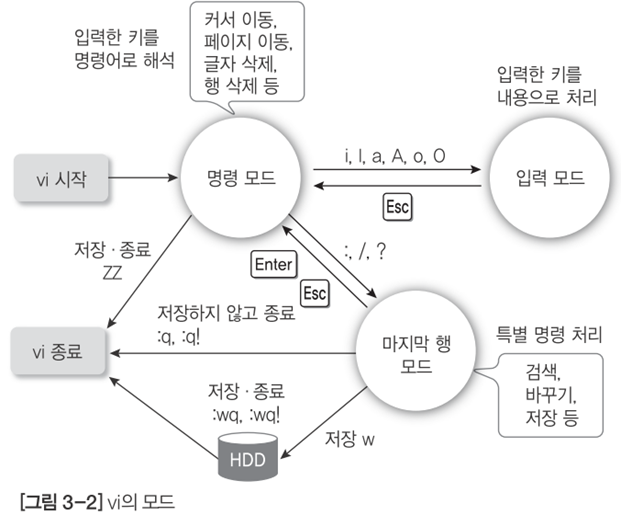 입력한 키를
명령어로 해석
커서 이동,
페이지 이동,
글자 삭제,
행 삭제 등
입력한 키를
내용으로 처리
vi 시작
명령 모드
i, I, a, A, o, O
Esc
입력 모드
저장 · 종료
ZZ
:, /, ?
Enter
Esc
저장하지 않고 종료
:q, :q!
vi 종료
마지막 행
모드
특별 명령 처리
검색,
바꾸기,
저장 등
저장 · 종료
:wq, :wq!
저장 w
HDD
[그림 3-2] vi의 모드